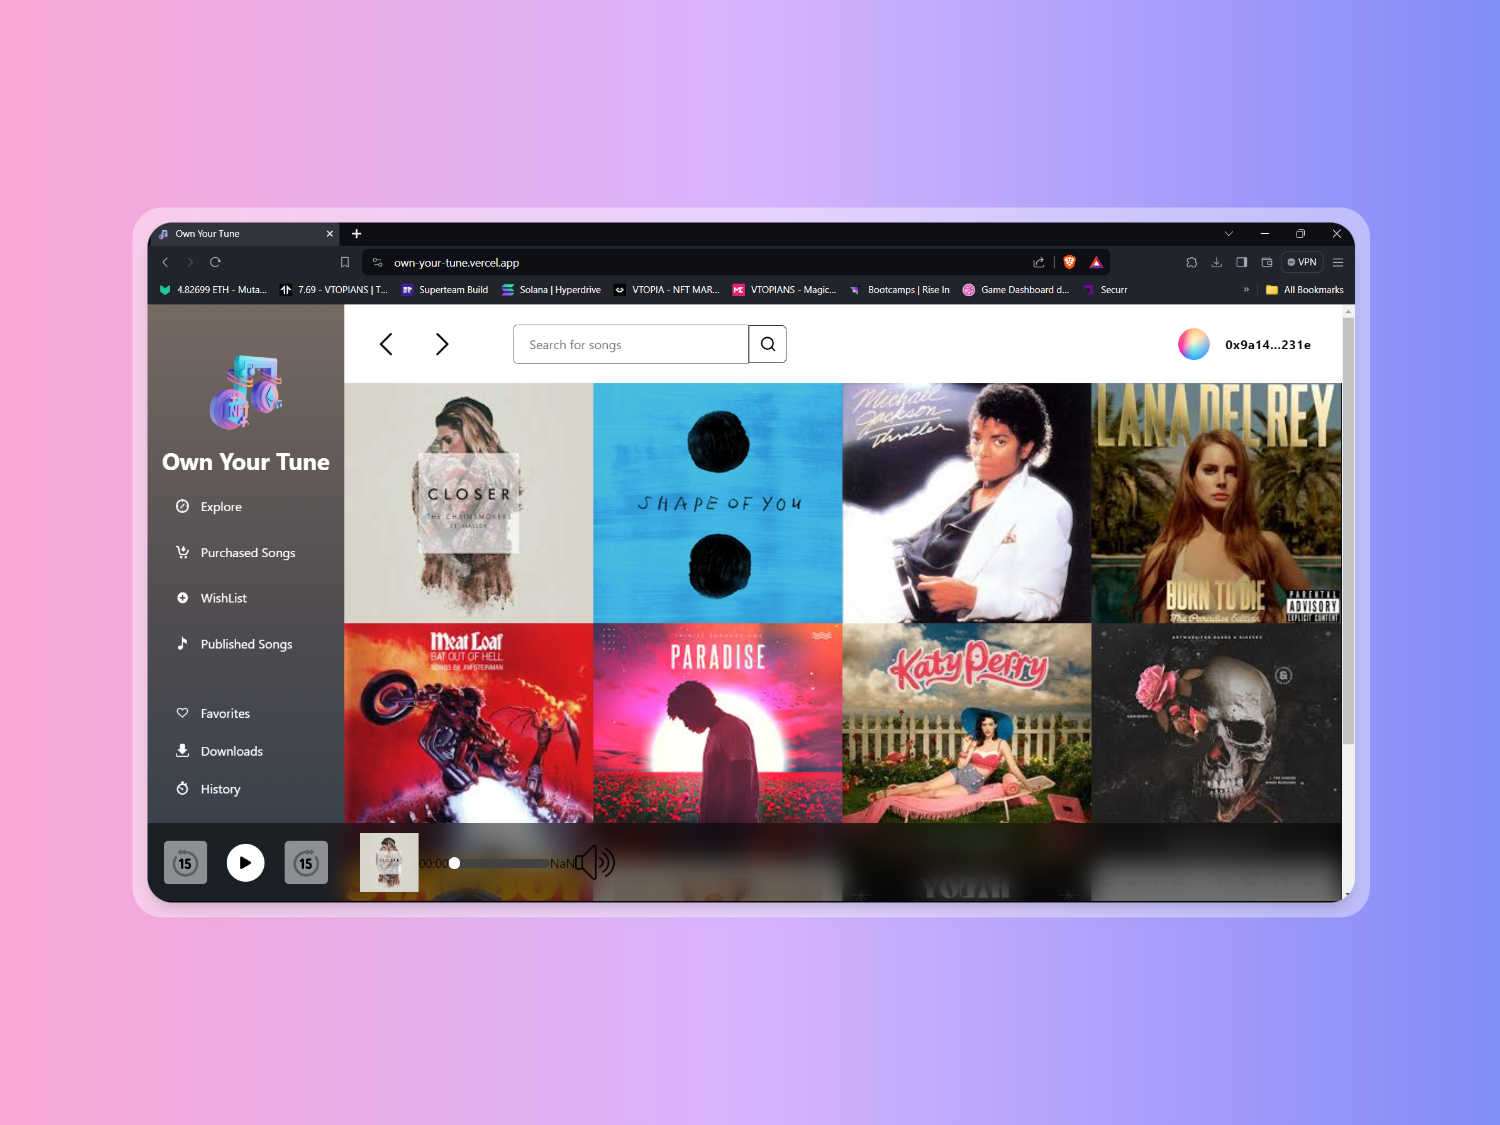 Own Your Tune
own-your-tune.vercel.app
VPN
4.82699 ETH - Muta...
7.69 - VTOPIANS | T...
Superteam Build
Solana | Hyperdrive
VTOPIA - NFT MAR...
VTOPIANS - Magic...
Bootcamps | Rise In
Game Dashboard d...
Securr
»
All Bookmarks
NFT
Own Your Tune
Explore
Purchased Songs
WishList
Published Songs
Favorites
Downloads
History
Search for songs
0x9a14...231e
CLOSER
THE CHAINSMOKERS
FT. HALSEY
SHAPE OF YOU
Michael
Jackson
Thriller
LANA DEL REY
BORN TO DIE
The Paradise Edition
PARENTAL
ADVISORY
EXPLICIT CONTENT
Meat Loaf
BAT OUT OF HELL
SONGS BY JIM STEINMAN
PARADISE
Katy Perry
15
15
CLOSER
00:00
NaN